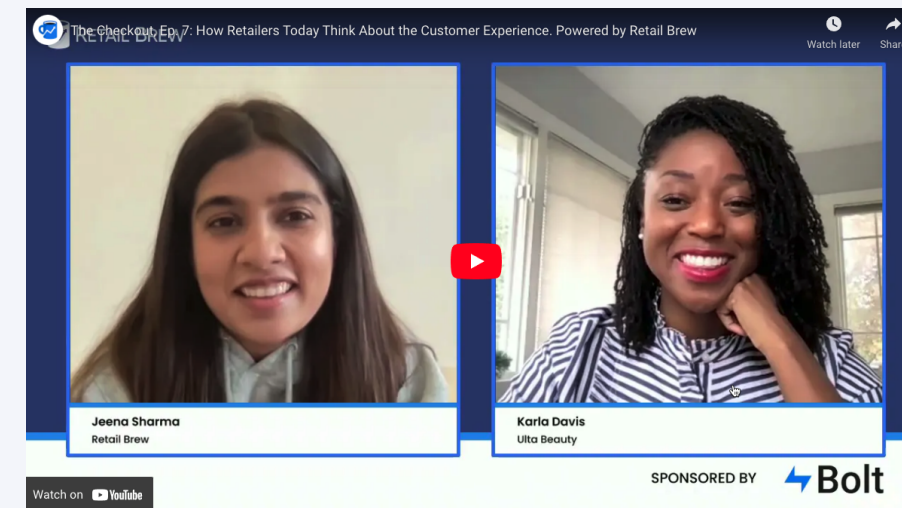 The Checkout, Ep. 7: How Retailers Today Think About the Customer Experience. Powered by Retail Brew
RETAIL BREW
Watch later
Shar
Jeena Sharma
Retail Brew
Karla Davis
Ulta Beauty
SPONSORED BY Bolt
Watch on YouTube